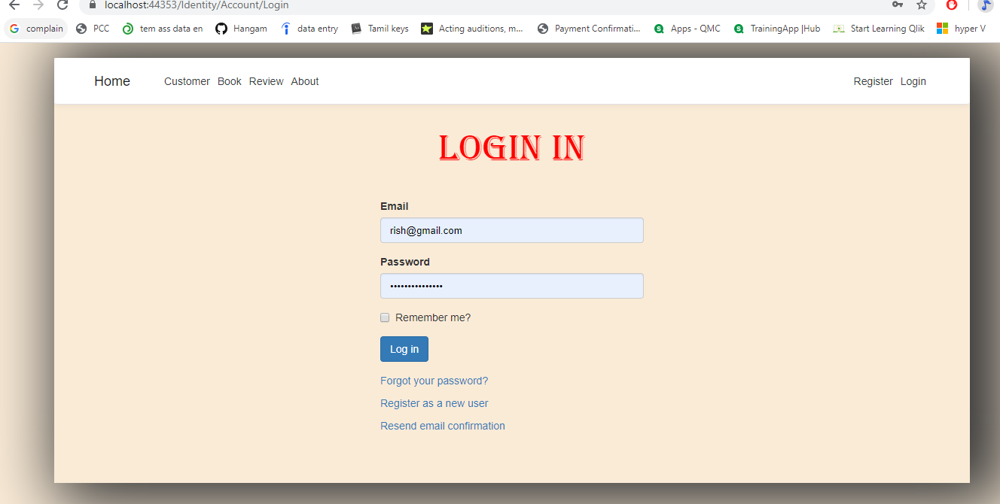 localhost:44353/Identity/Account/Login
complain PCC tem ass data en Hangam data entry Tamil keys Acting auditions, m... Payment Confirmati... Apps - QMC TrainingApp |Hub Start Learning Qlik hyper V
Home Customer Book Review About Register Login
LOGIN IN
Email
rish@gmail.com
Password
•••••••••••••••
Remember me?
Log in
Forgot your password?
Register as a new user
Resend email confirmation